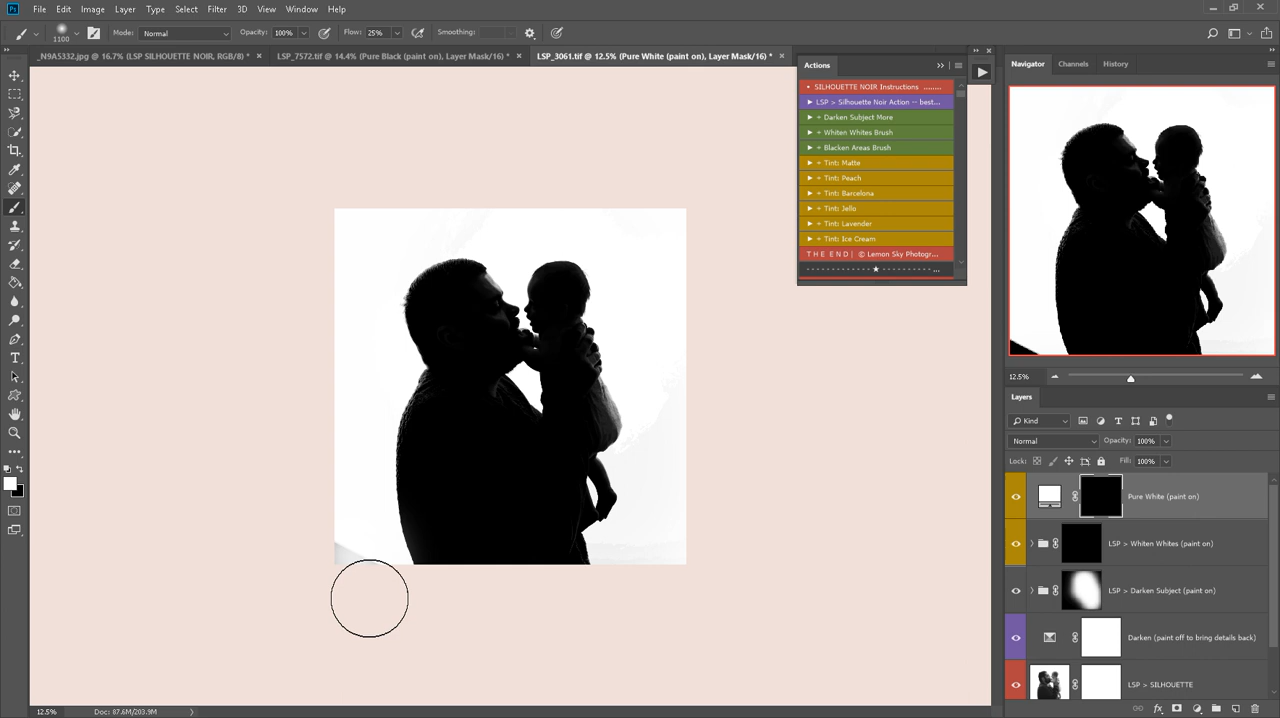 File Edit Image Layer Type Select Filter 3D View Window Help
1100 Mode: Normal Opacity: 100% Flow: 25% Smoothing:
_N9A5332.jpg @ 16.7% (LSP SILHOUETTE NOIR, RGB/8) * × LSP_7572.tif @ 14.4% (Pure Black (paint on), Layer Mask/16) * × LSP_3061.tif @ 12.5% (Pure White (paint on), Layer Mask/16) * ×
Actions
SILHOUETTE NOIR Instructions ........
LSP > Silhouette Noir Action -- best...
+ Darken Subject More
+ Whiten Whites Brush
+ Blacken Areas Brush
+ Tint: Matte
+ Tint: Peach
+ Tint: Barcelona
+ Tint: Jello
+ Tint: Lavender
+ Tint: Ice Cream
T H E E N D | © Lemon Sky Photogr...
- - - - - - - - - - - - - ★ - - - - - - - - - - ...
Navigator Channels History
12.5%
Layers
Kind
Normal Opacity: 100%
Lock: Fill: 100%
Pure White (paint on)
LSP > Whiten Whites (paint on)
LSP > Darken Subject (paint on)
Darken (paint off to bring details back)
LSP > SILHOUETTE
12.5% Doc: 87.6M/203.9M